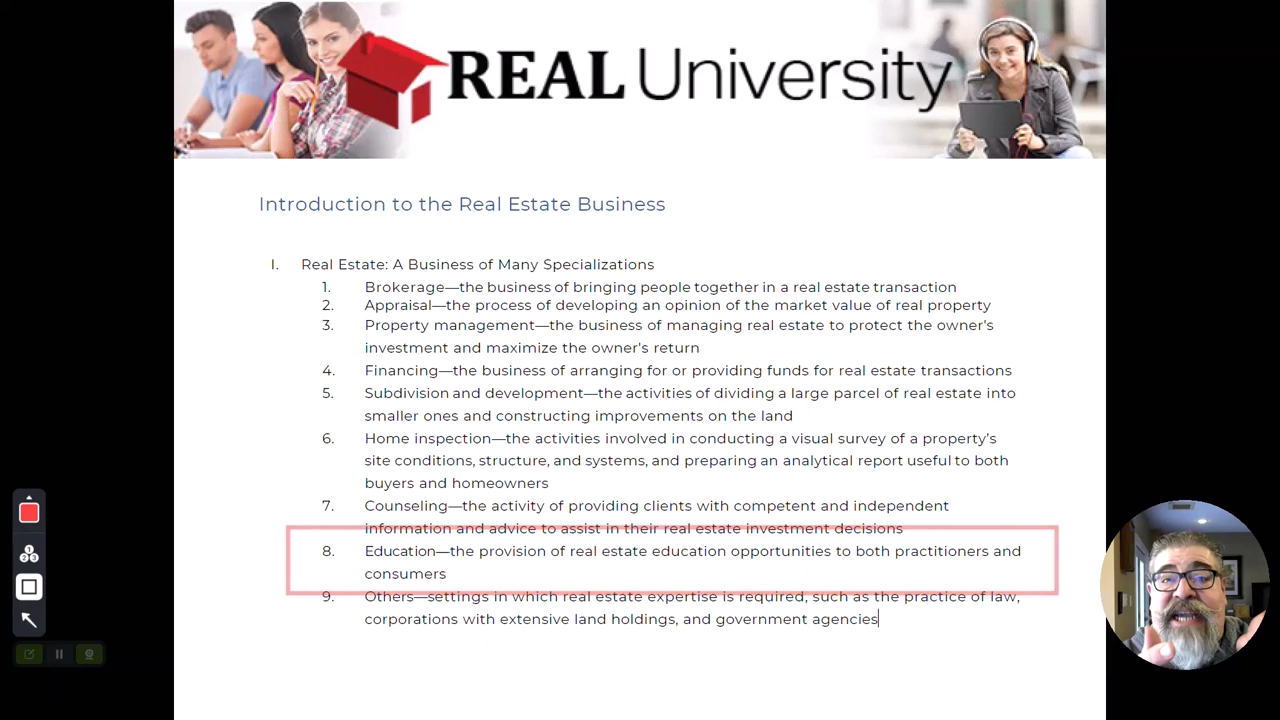 REAL University
Introduction to the Real Estate Business
I. Real Estate: A Business of Many Specializations
1. Brokerage—the business of bringing people together in a real estate transaction
2. Appraisal—the process of developing an opinion of the market value of real property
3. Property management—the business of managing real estate to protect the owner's
investment and maximize the owner's return
4. Financing—the business of arranging for or providing funds for real estate transactions
5. Subdivision and development—the activities of dividing a large parcel of real estate into
smaller ones and constructing improvements on the land
6. Home inspection—the activities involved in conducting a visual survey of a property’s
site conditions, structure, and systems, and preparing an analytical report useful to both
buyers and homeowners
7. Counseling—the activity of providing clients with competent and independent
information and advice to assist in their real estate investment decisions
8. Education—the provision of real estate education opportunities to both practitioners and
consumers
9. Others—settings in which real estate expertise is required, such as the practice of law,
corporations with extensive land holdings, and government agencies